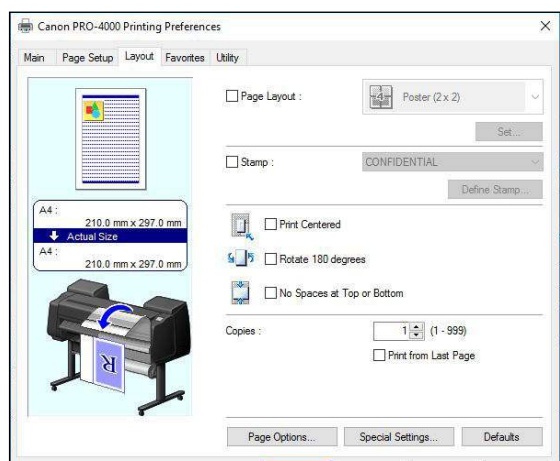 Canon PRO-4000 Printing Preferences
Main Page Setup Layout Favorites Utility
Page Layout : Poster (2 x 2)
Set...
Stamp : CONFIDENTIAL
Define Stamp...
A4 :
210.0 mm x 297.0 mm
Actual Size
A4 :
210.0 mm x 297.0 mm
Print Centered
Rotate 180 degrees
No Spaces at Top or Bottom
Copies : 1 (1 - 999)
Print from Last Page
R
Page Options... Special Settings... Defaults